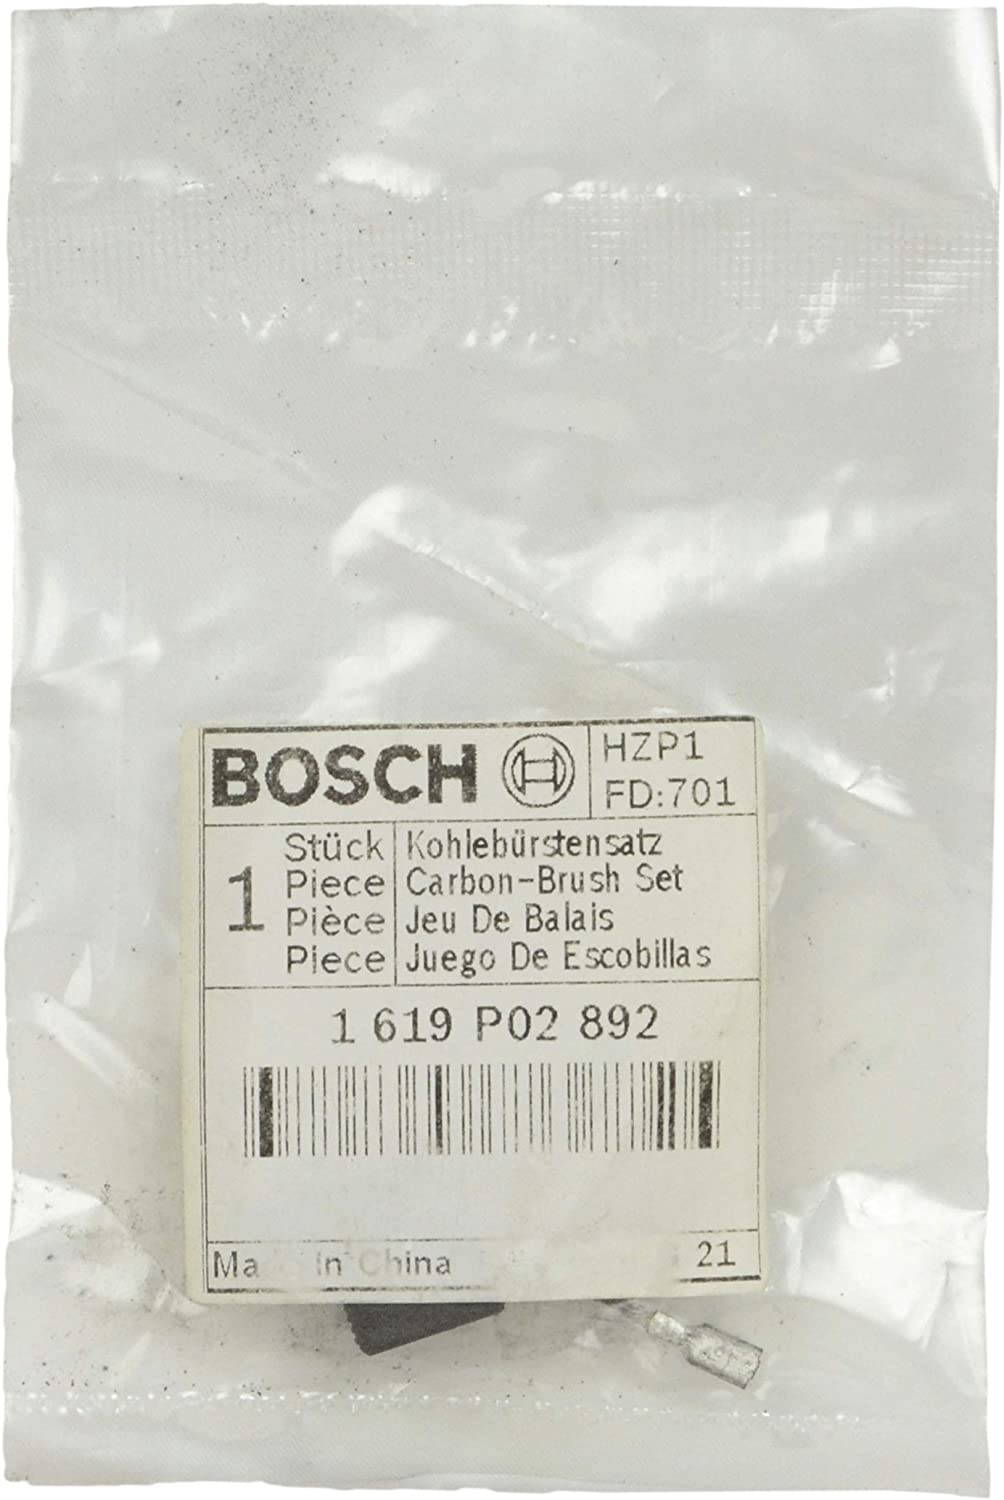 BOSCH
HZP1
FD:701
1
Stück
Piece
Pièce
Piece
Kohlebürstensatz
Carbon-Brush Set
Jeu De Balais
Juego De Escobillas
1 619 P02 892
in China
21